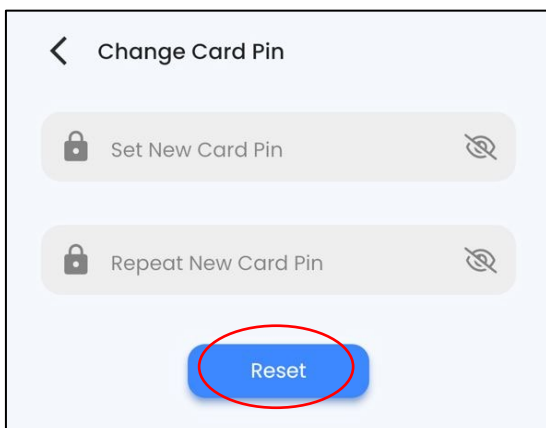 Change Card Pin
Set New Card Pin
Repeat New Card Pin
Reset